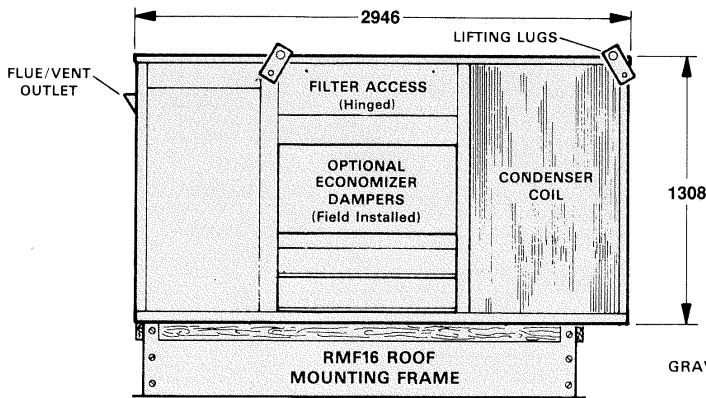 2946
LIFTING LUGS
FLUE/VENT
OUTLET
FILTER ACCESS
(Hinged)
OPTIONAL
ECONOMIZER
DAMPERS
(Field Installed)
CONDENSER
COIL
1308
RMF16 ROOF
MOUNTING FRAME